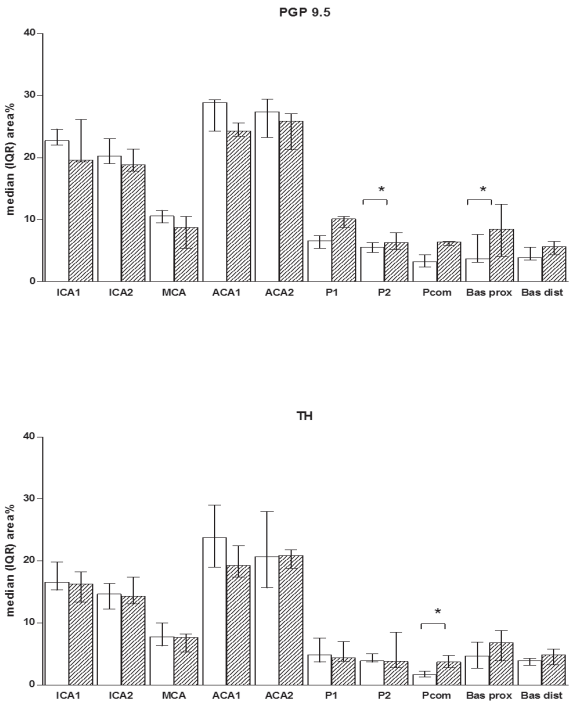 PGP 9.5
median (IQR) area%
40
30
20
10
0
* *
ICA1 ICA2 MCA ACA1 ACA2 P1 P2 Pcom Bas prox Bas dist
TH
median (IQR) area%
40
30
20
10
0
*
ICA1 ICA2 MCA ACA1 ACA2 P1 P2 Pcom Bas prox Bas dist